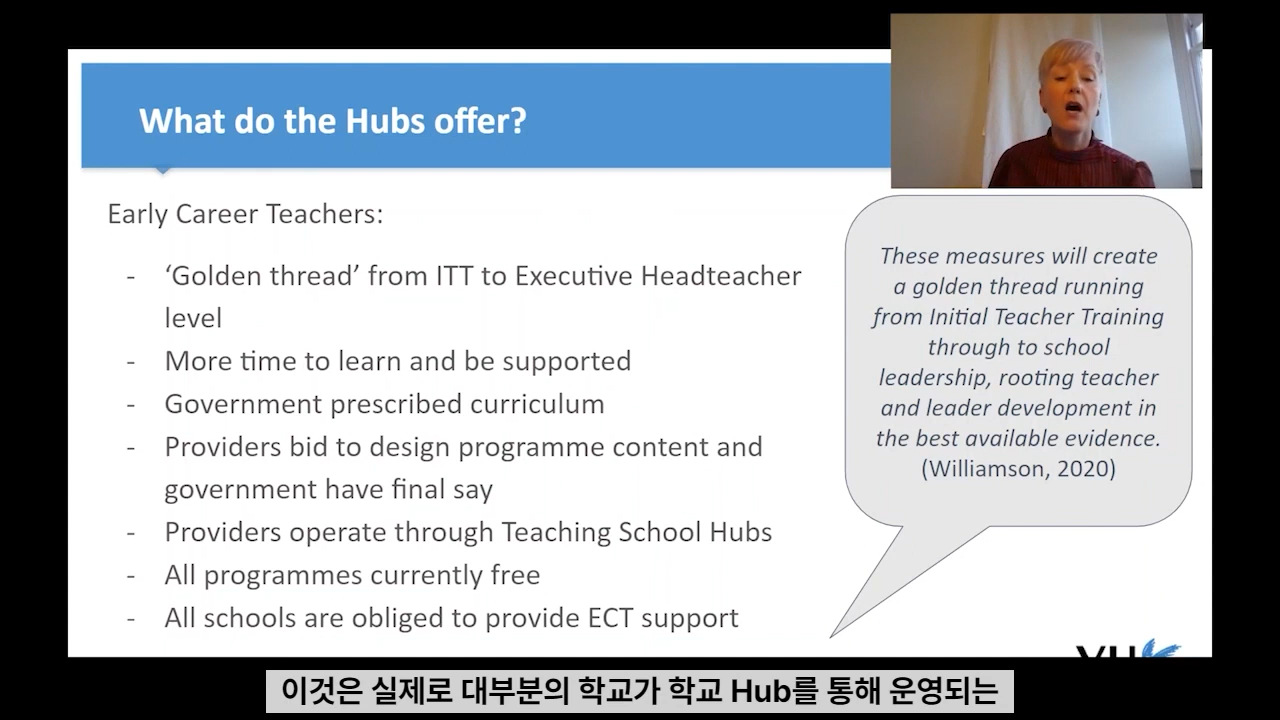 What do the Hubs offer?
Early Career Teachers:
- ‘Golden thread’ from ITT to Executive Headteacher
level
- More time to learn and be supported
- Government prescribed curriculum
- Providers bid to design programme content and
government have final say
- Providers operate through Teaching School Hubs
- All programmes currently free
- All schools are obliged to provide ECT support
These measures will create
a golden thread running
from Initial Teacher Training
through to school
leadership, rooting teacher
and leader development in
the best available evidence.
(Williamson, 2020)
이것은 실제로 대부분의 학교가 학교 Hub를 통해 운영되는